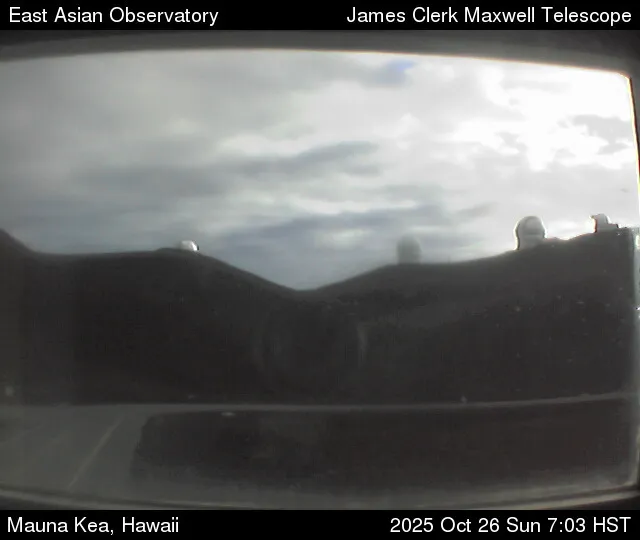 East Asian Observatory
James Clerk Maxwell Telescope
Mauna Kea, Hawaii
2025 Oct 26 Sun 7:03 HST